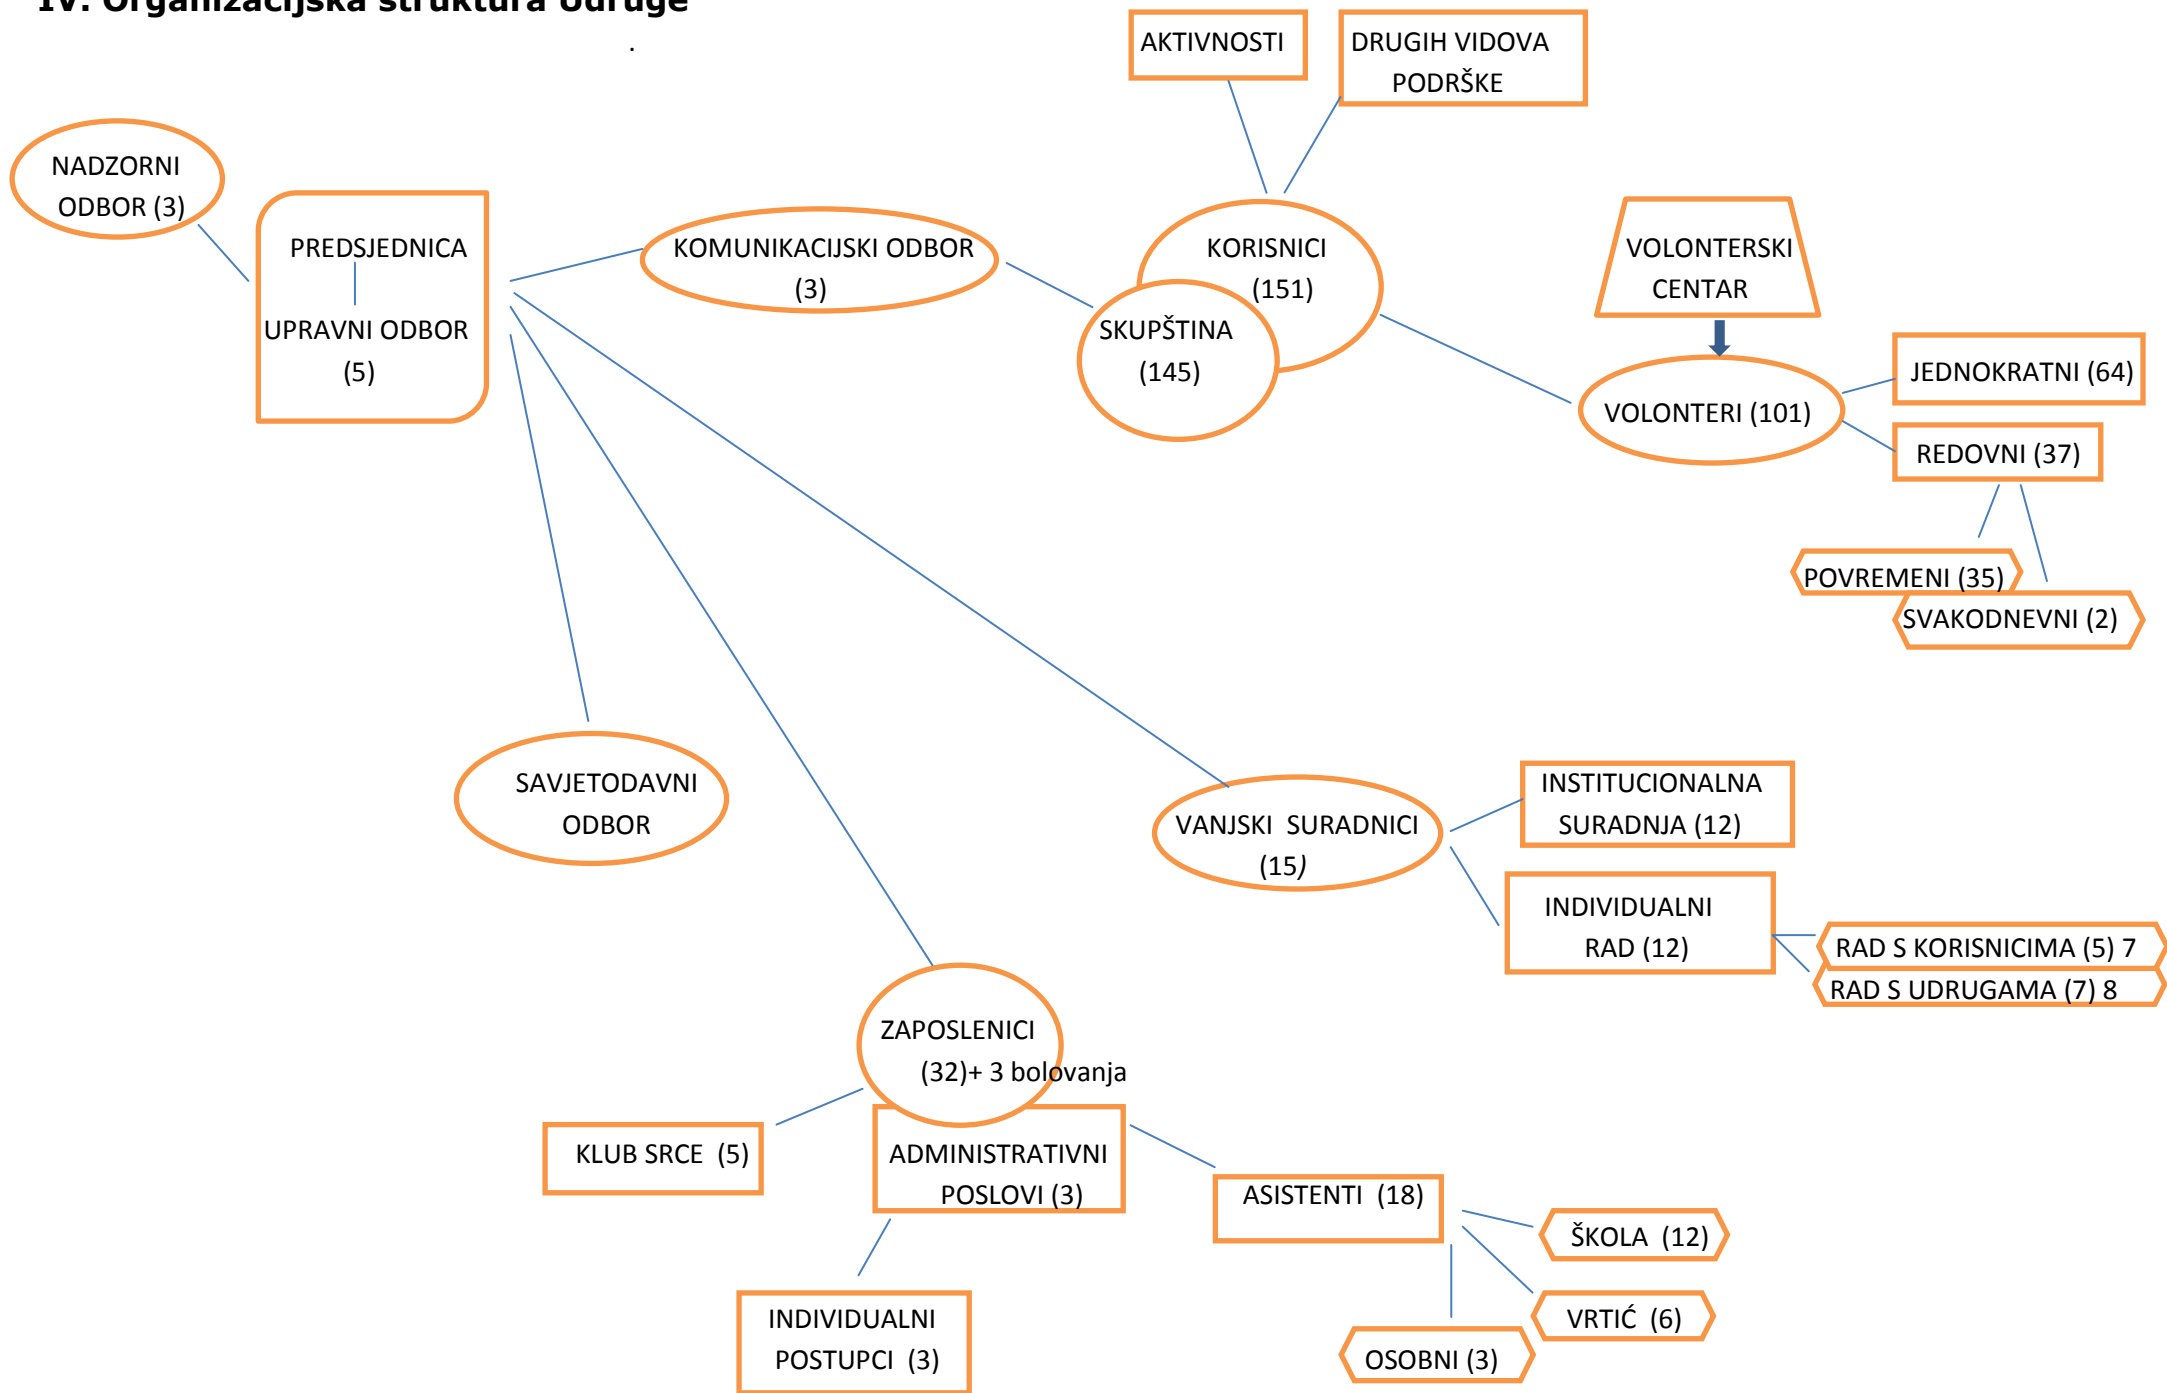 IV. Organizacijska struktura Udruge
.
AKTIVNOSTI
DRUGIH VIDOVA
PODRŠKE
NADZORNI
ODBOR (3)
PREDSJEDNICA
UPRAVNI ODBOR
(5)
KOMUNIKACIJSKI ODBOR
(3)
KORISNICI
(151)
SKUPŠTINA
(145)
VOLONTERSKI
CENTAR
VOLONTERI (101)
JEDNOKRATNI (64)
REDOVNI (37)
POVREMENI (35)
SVAKODNEVNI (2)
SAVJETODAVNI
ODBOR
VANJSKI SURADNICI
(15)
INSTITUCIONALNA
SURADNJA (12)
INDIVIDUALNI
RAD (12)
RAD S KORISNICIMA (5) 7
RAD S UDRUGAMA (7) 8
ZAPOSLENICI
(32)+ 3 bolovanja
KLUB SRCE (5)
ADMINISTRATIVNI
POSLOVI (3)
ASISTENTI (18)
ŠKOLA (12)
VRTIĆ (6)
OSOBNI (3)
INDIVIDUALNI
POSTUPCI (3)